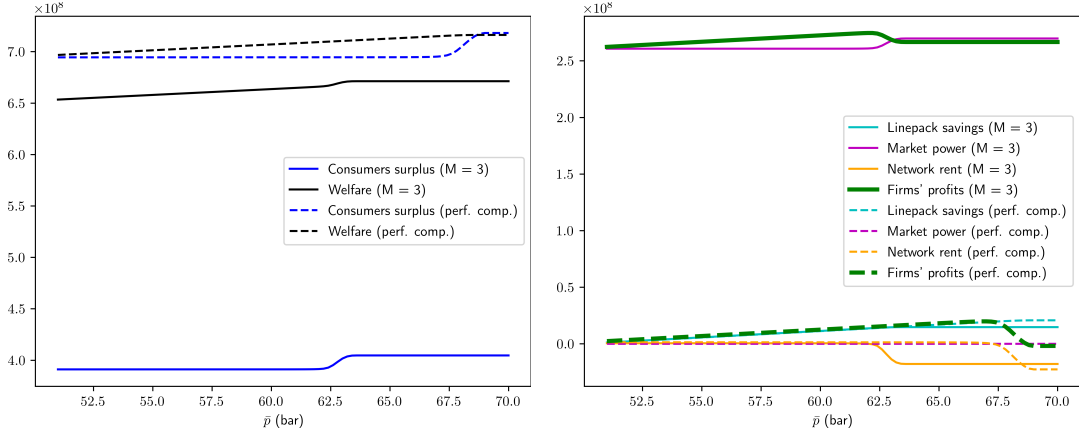 ×10⁸
7.0
6.5
6.0
5.5
5.0
4.5
4.0
Consumers surplus (M = 3)
Welfare (M = 3)
Consumers surplus (perf. comp.)
Welfare (perf. comp.)
52.5 55.0 57.5 60.0 62.5 65.0 67.5 70.0
p̄ (bar)
×10⁸
2.5
2.0
1.5
1.0
0.5
0.0
Linepack savings (M = 3)
Market power (M = 3)
Network rent (M = 3)
Firms' profits (M = 3)
Linepack savings (perf. comp.)
Market power (perf. comp.)
Network rent (perf. comp.)
Firms' profits (perf. comp.)
52.5 55.0 57.5 60.0 62.5 65.0 67.5 70.0
p̄ (bar)